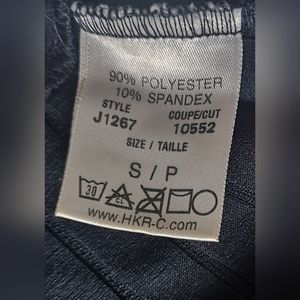 90% POLYESTER
10% SPANDEX
STYLE COUPE/CUT
J1267 10552
SIZE / TAILLE
S / P
30 CL
www.HKR-C.com